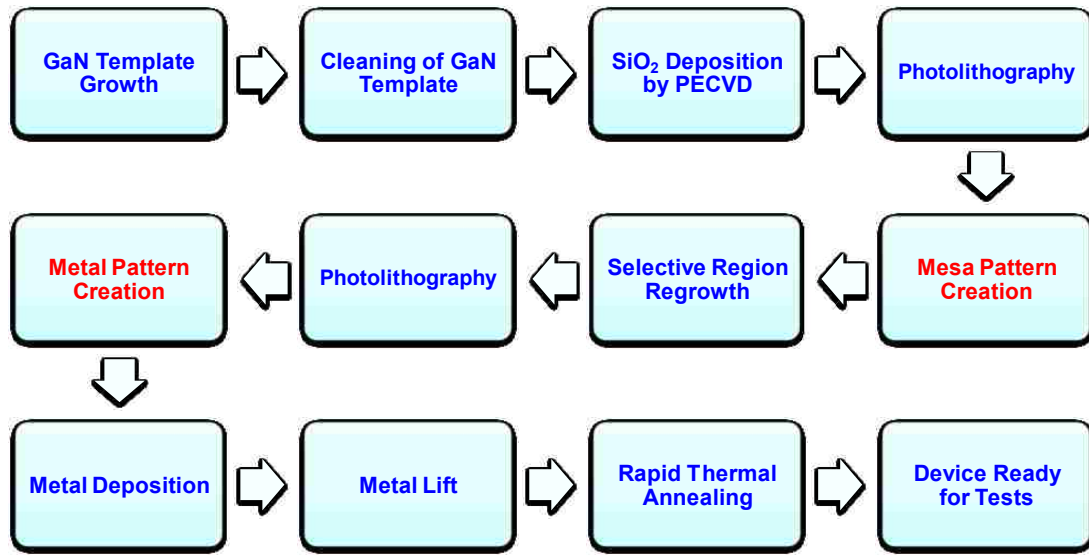 GaN Template
Growth
Cleaning of GaN
Template
SiO₂ Deposition
by PECVD
Photolithography
Mesa Pattern
Creation
Selective Region
Regrowth
Photolithography
Metal Pattern
Creation
Metal Deposition
Metal Lift
Rapid Thermal
Annealing
Device Ready
for Tests